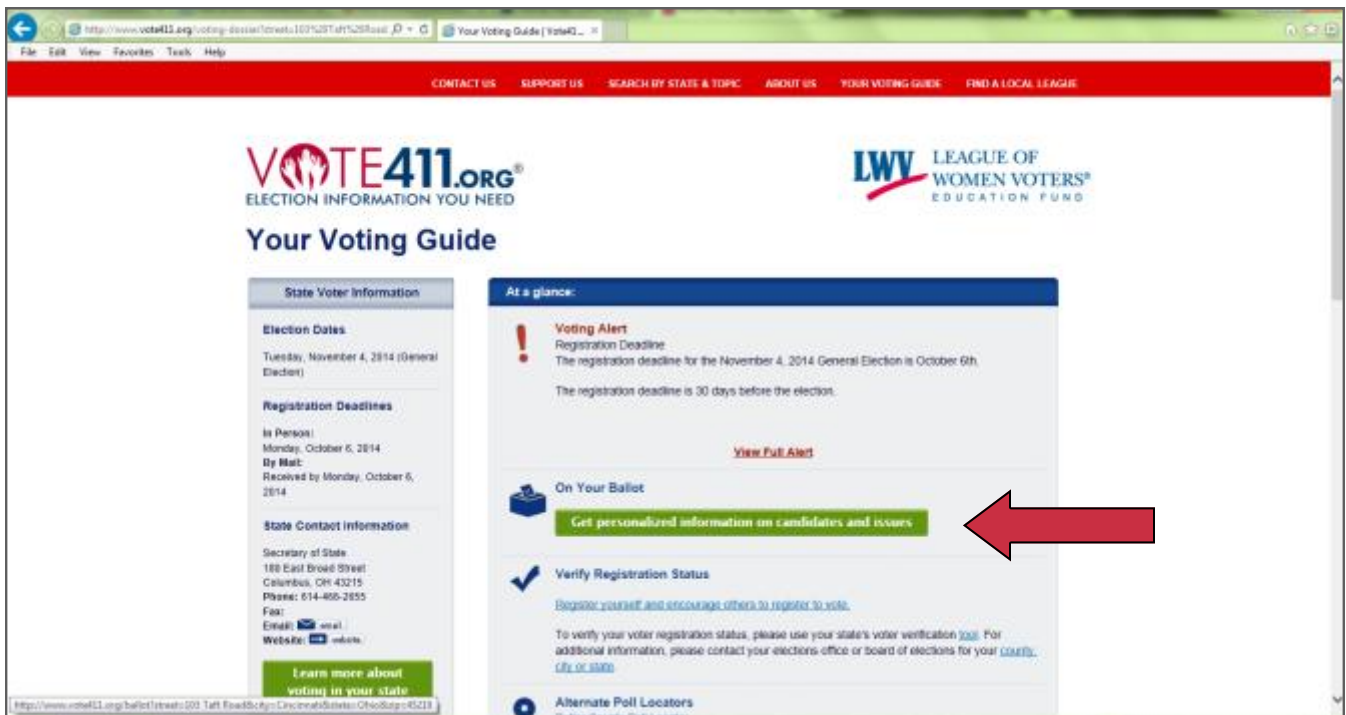 Your Voting Guide | Vote41...
File Edit View Favorites Tools Help
CONTACT US SUPPORT US SEARCH BY STATE & TOPIC ABOUT US YOUR VOTING GUIDE FIND A LOCAL LEAGUE
VOTE411.ORG®
ELECTION INFORMATION YOU NEED
LWV LEAGUE OF
WOMEN VOTERS®
EDUCATION FUND
Your Voting Guide
State Voter Information
Election Dates
Tuesday, November 4, 2014 (General
Election)
Registration Deadlines
In Person:
Monday, October 6, 2014
By Mail:
Received by Monday, October 6,
2014
State Contact Information
Secretary of State
180 East Broad Street
Columbus, OH 43215
Phone: 614-466-2655
Fax:
Email: email.
Website: website.
Learn more about
voting in your state
At a glance:
Voting Alert
Registration Deadline
The registration deadline for the November 4, 2014 General Election is October 6th.
The registration deadline is 30 days before the election.
View Full Alert
On Your Ballot
Get personalized information on candidates and issues
Verify Registration Status
Register yourself and encourage others to register to vote.
To verify your voter registration status, please use your state's voter verification tool. For
additional information, please contact your elections office or board of elections for your county,
city or state.
Alternate Poll Locators